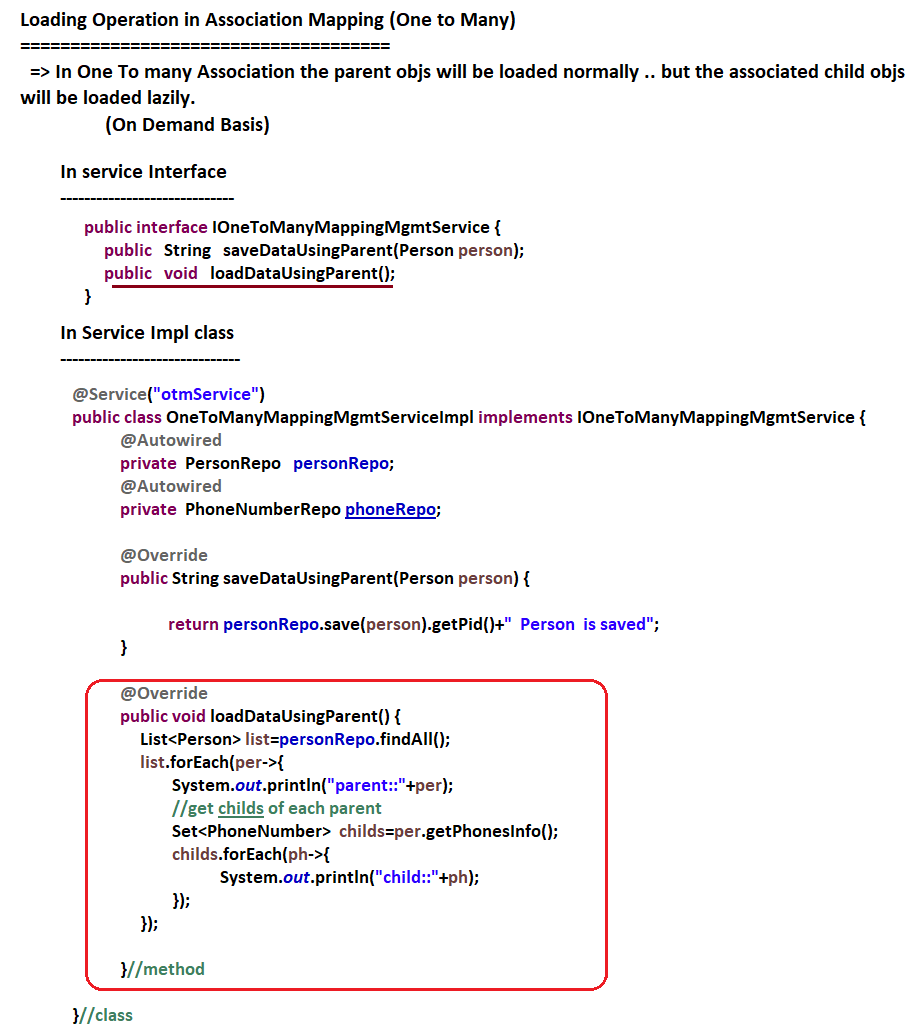 Loading Operation in Association Mapping (One to Many)
=====================================
=> In One To many Association the parent objs will be loaded normally .. but the associated child objs
will be loaded lazily.
(On Demand Basis)
In service Interface
-----------------------------
public interface IOneToManyMappingMgmtService {
public String saveDataUsingParent(Person person);
public void loadDataUsingParent();
}
In Service Impl class
------------------------------
@Service("otmService")
public class OneToManyMappingMgmtServiceImpl implements IOneToManyMappingMgmtService {
@Autowired
private PersonRepo personRepo;
@Autowired
private PhoneNumberRepo phoneRepo;
@Override
public String saveDataUsingParent(Person person) {
return personRepo.save(person).getPid()+" Person is saved";
}
@Override
public void loadDataUsingParent() {
List<Person> list=personRepo.findAll();
list.forEach(per->{
System.out.println("parent::"+per);
//get childs of each parent
Set<PhoneNumber> childs=per.getPhonesInfo();
childs.forEach(ph->{
System.out.println("child::"+ph);
});
});
}//method
}//class